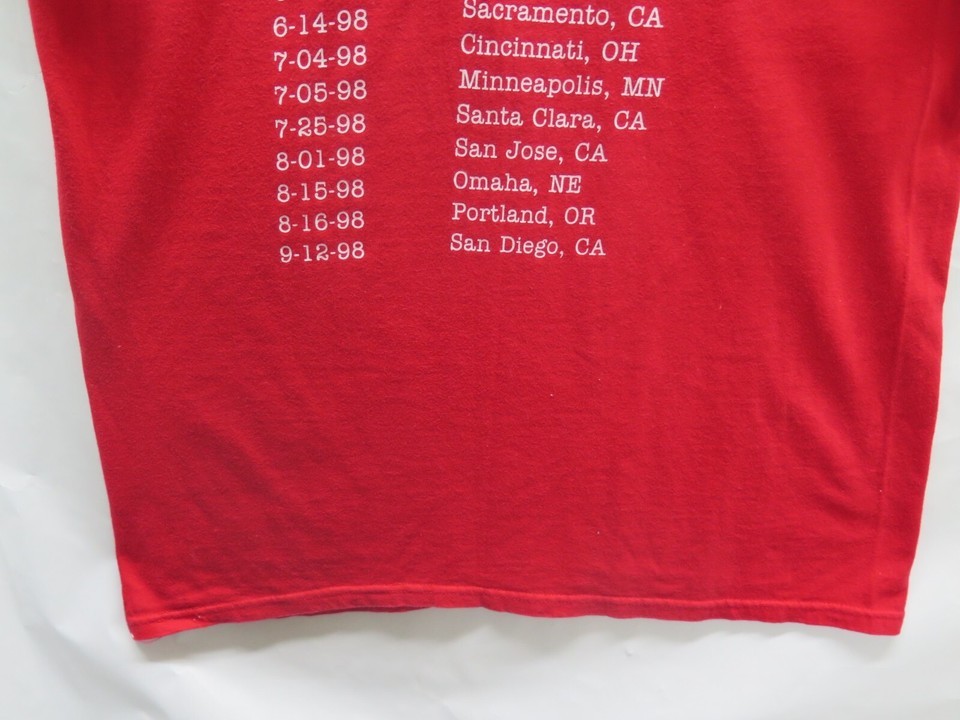 6-14-98 Sacramento, CA
7-04-98 Cincinnati, OH
7-05-98 Minneapolis, MN
7-25-98 Santa Clara, CA
8-01-98 San Jose, CA
8-15-98 Omaha, NE
8-16-98 Portland, OR
9-12-98 San Diego, CA